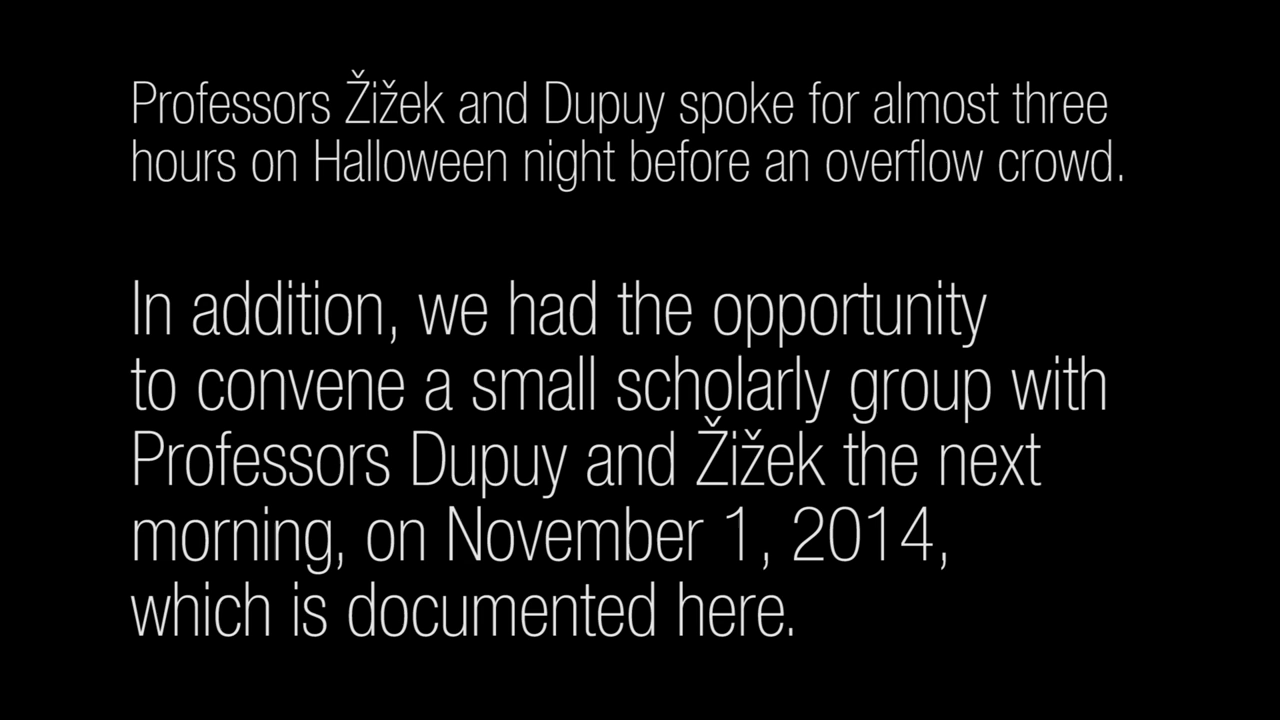 Professors Žižek and Dupuy spoke for almost three
hours on Halloween night before an overflow crowd.
In addition, we had the opportunity
to convene a small scholarly group with
Professors Dupuy and Žižek the next
morning, on November 1, 2014,
which is documented here.